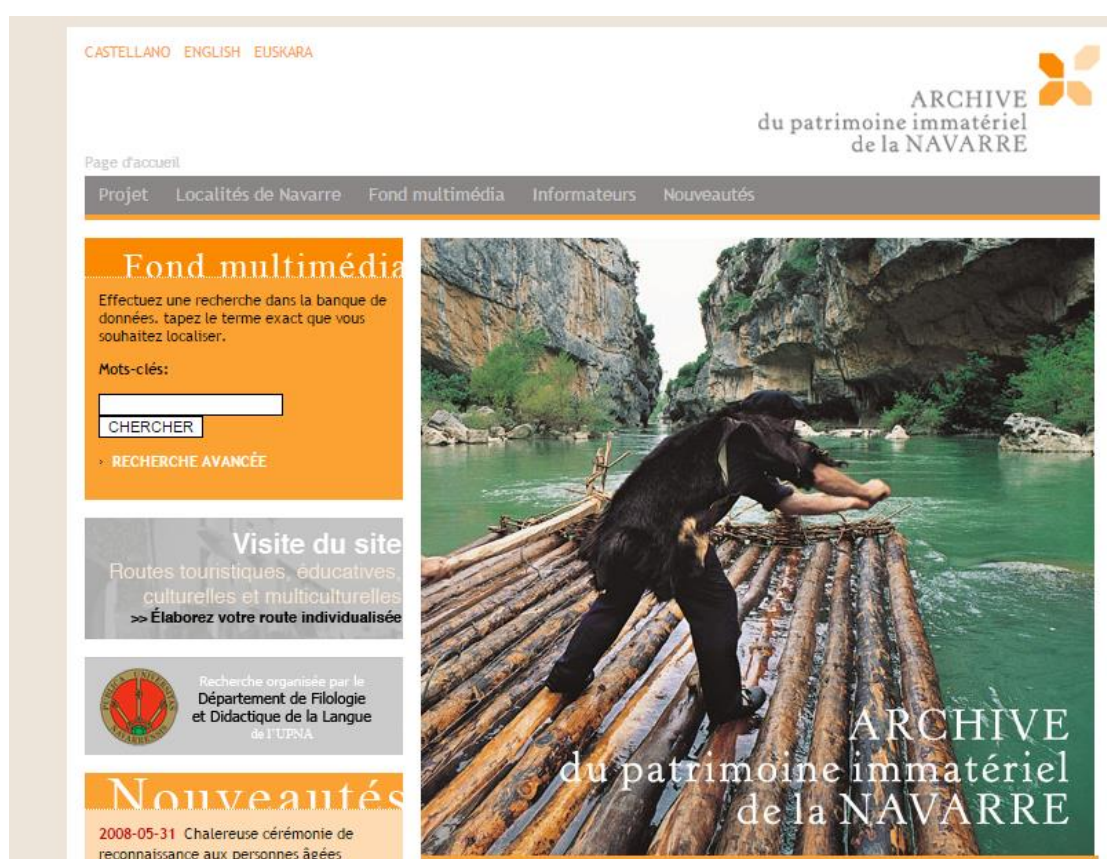 CASTELLANO ENGLISH EUSKARA
ARCHIVE
du patrimoine immatériel
de la NAVARRE
Page d'accueil
Projet Localités de Navarre Fond multimédia Informateurs Nouveautés
Fond multimédia
Effectuez une recherche dans la banque de
données. tapez le terme exact que vous
souhaitez localiser.
Mots-clés:
CHERCHER
› RECHERCHE AVANCÉE
Visite du site
Routes touristiques, éducatives,
culturelles et multiculturelles
>> Élaborez votre route individualisée
Recherche organisée par le
Département de Filologie
et Didactique de la Langue
de l'UPNA
Nouveautés
2008-05-31 Chalereuse cérémonie de
reconnaissance aux personnes âgées
ARCHIVE
du patrimoine immatériel
de la NAVARRE